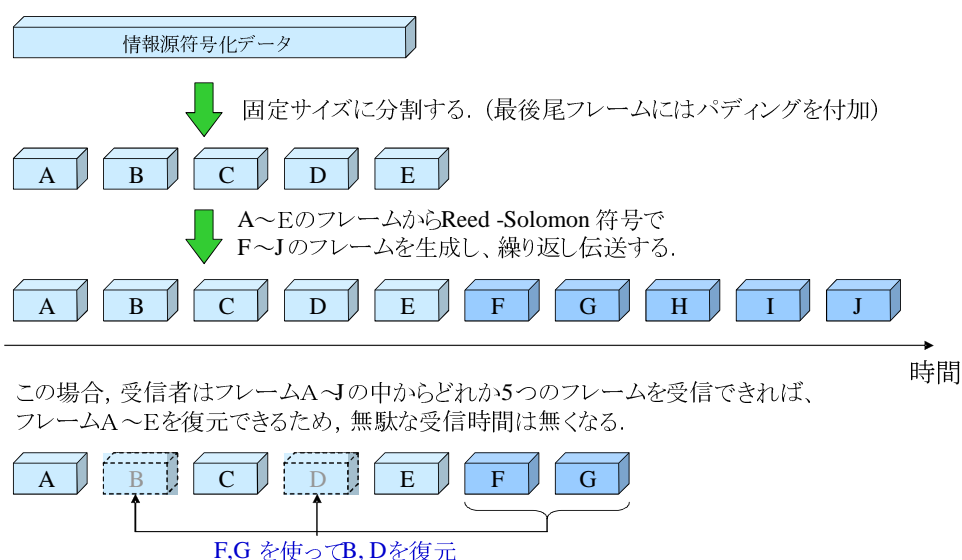 情報源符号化データ
固定サイズに分割する. (最後尾フレームにはパディングを付加)
A B C D E
A～EのフレームからReed -Solomon 符号で
F～Jのフレームを生成し、繰り返し伝送する.
A B C D E F G H I J
時間
この場合, 受信者はフレームA～Jの中からどれか5つのフレームを受信できれば、
フレームA～Eを復元できるため, 無駄な受信時間は無くなる.
A B C D E F G
F,G を使ってB, Dを復元